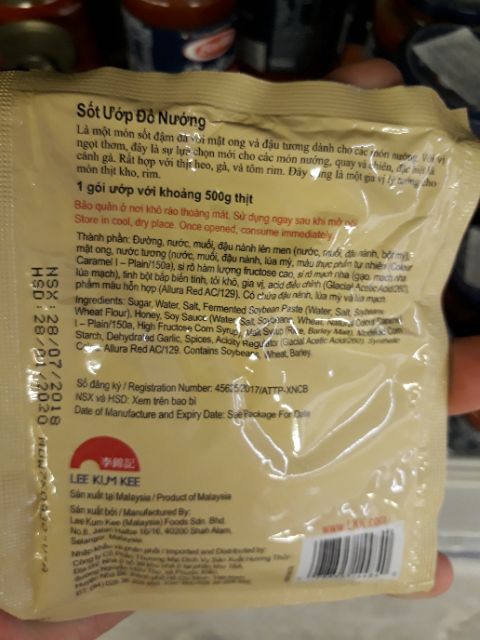 Sốt Ướp Đồ Nướng
Là một món sốt đậm đà với mật ong và đậu tương dành cho các món nướng. Với vị
ngọt thơm, đây là sự lựa chọn mới cho các món nướng, quay và chiên, đặc biệt là
cánh gà. Rất hợp với thịt heo, gà, và tôm rim. Đây cũng là một gia vị lý tưởng cho
món thịt kho, rim.
1 gói ướp với khoảng 500g thịt
Bảo quản ở nơi khô ráo thoáng mát. Sử dụng ngay sau khi mở gói
Store in cool, dry place. Once opened, consume immediately
Thành phần: Đường, nước, muối, đậu nành lên men (nước, muối, đậu nành, bột mỳ),
mật ong, nước tương (nước, muối, đậu nành, lúa mỳ, màu thực phẩm tự nhiên (Colour
Caramel I – Plain/150a), si rô hàm lượng fructose cao, si rô mạch nha (gạo, mạch nha
lúa mạch), tinh bột bắp biến tính, tỏi khô, gia vị, acid điều chỉnh (Glacial Acetic Acid/260),
phẩm màu hỗn hợp (Allura Red AC/129). Có chứa đậu nành, lúa mỳ và lúa mạch.
Ingredients: Sugar, Water, Salt, Fermented Soybean Paste (Water, Salt, Soybeans,
Wheat Flour), Honey, Soy Sauce (Water, Salt, Soybeans, Wheat, Natural Colour Caramel
I – Plain/150a, High Fructose Corn Syrup, Malt Syrup (Rice, Barley Malt), Modified Corn
Starch, Dehydrated Garlic, Spices, Acidity Regulator (Glacial Acetic Acid/260), Synthetic
Allura Red AC/129. Contains Soybeans, Wheat, Barley.
Số đăng ký / Registration Number: /2017/ATTP-XNCB
NSX và HSD: Xem trên bao bì
Date of Manufacture and Expiry Date: See Package For Date
NSX: 28/07/2018
HSD: 28/01/2020
李錦記
LEE KUM KEE
Sản xuất tại Malaysia / Product of Malaysia
Sản xuất bởi / Manufactured By:
Lee Kum Kee (Malaysia) Foods Sdn. Bhd.
No.6, Jalan Halba 16/16, 40200 Shah Alam,
Selangor, Malaysia
Nhập khẩu và phân phối / Imported and Distributed by:
www.LKK.com